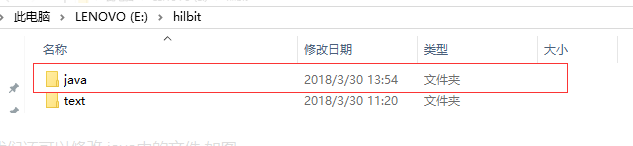 此电脑 > LENOVO (E:) > hilbit
名称 修改日期 类型 大小
java 2018/3/30 13:54 文件夹
text 2018/3/30 11:20 文件夹